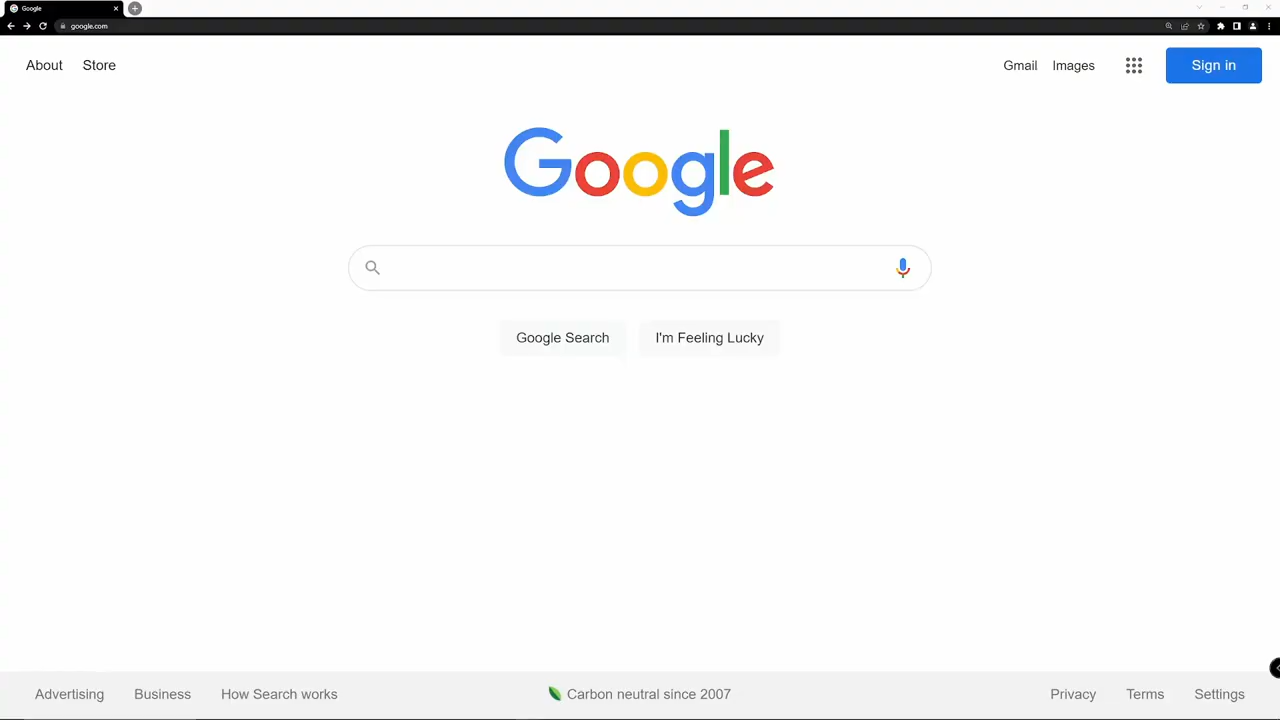 Google
google.com
About Store
Gmail Images Sign in
Google
Google Search I'm Feeling Lucky
Advertising Business How Search works
Carbon neutral since 2007
Privacy Terms Settings